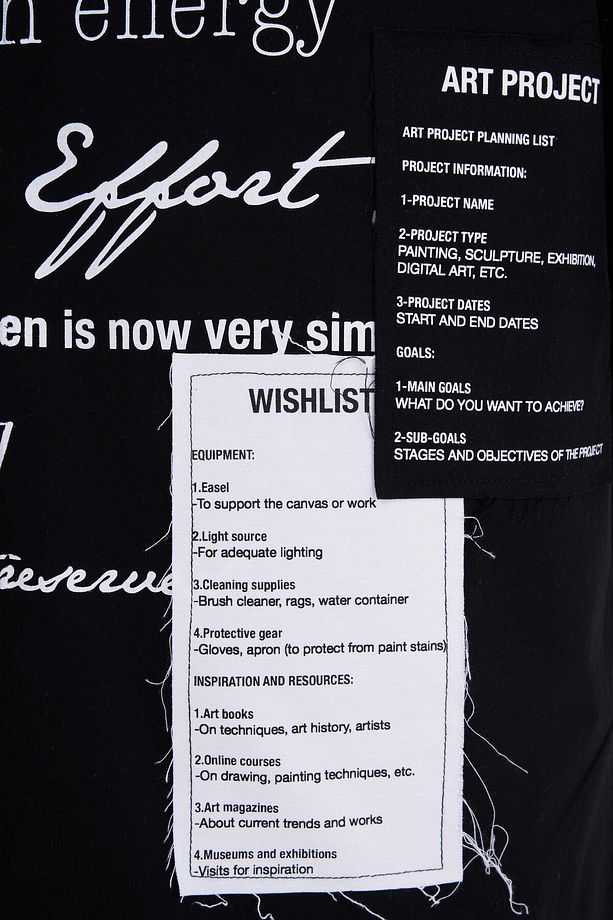 n energy
Effort
en is now very sim
reserve
ART PROJECT
ART PROJECT PLANNING LIST
PROJECT INFORMATION:
1-PROJECT NAME
2-PROJECT TYPE
PAINTING, SCULPTURE, EXHIBITION,
DIGITAL ART, ETC.
3-PROJECT DATES
START AND END DATES
GOALS:
1-MAIN GOALS
WHAT DO YOU WANT TO ACHIEVE?
2-SUB-GOALS
STAGES AND OBJECTIVES OF THE PROJECT
WISHLIST
EQUIPMENT:
1.Easel
-To support the canvas or work
2.Light source
-For adequate lighting
3.Cleaning supplies
-Brush cleaner, rags, water container
4.Protective gear
-Gloves, apron (to protect from paint stains)
INSPIRATION AND RESOURCES:
1.Art books
-On techniques, art history, artists
2.Online courses
-On drawing, painting techniques, etc.
3.Art magazines
-About current trends and works
4.Museums and exhibitions
-Visits for inspiration